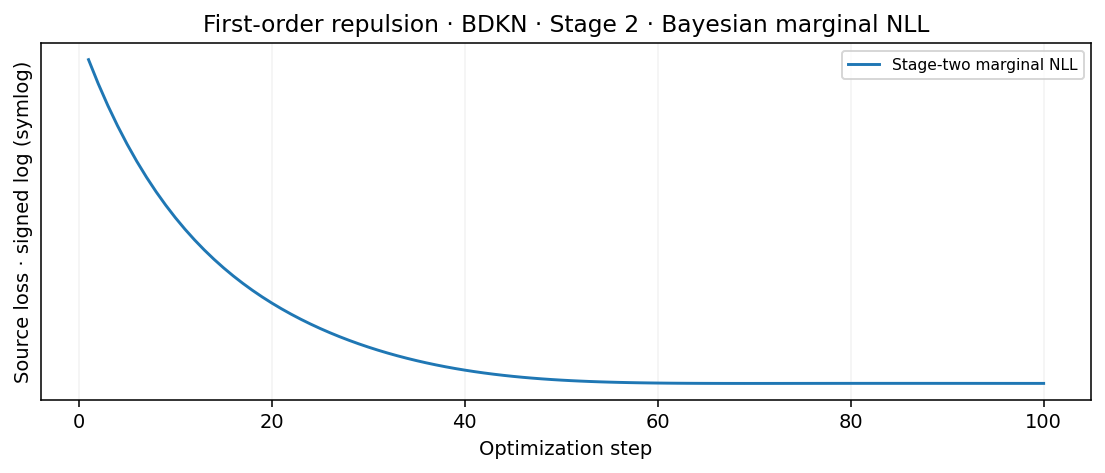 First-order repulsion · BDKN · Stage 2 · Bayesian marginal NLL
Stage-two marginal NLL
Source loss · signed log (symlog)
0 20 40 60 80 100
Optimization step